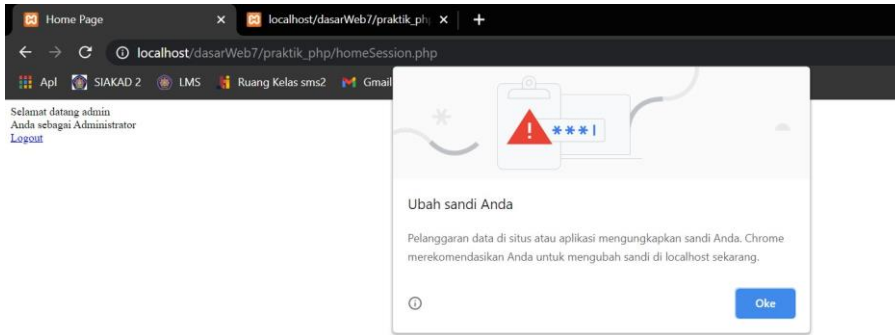 Home Page
localhost/dasarWeb7/praktik_ph
localhost/dasarWeb7/praktik_php/homeSession.php
Apl SIAKAD 2 LMS Ruang Kelas sms2 Gmail
Selamat datang admin
Anda sebagai Administrator
Logout
***
Ubah sandi Anda
Pelanggaran data di situs atau aplikasi mengungkapkan sandi Anda. Chrome
merekomendasikan Anda untuk mengubah sandi di localhost sekarang.
Oke